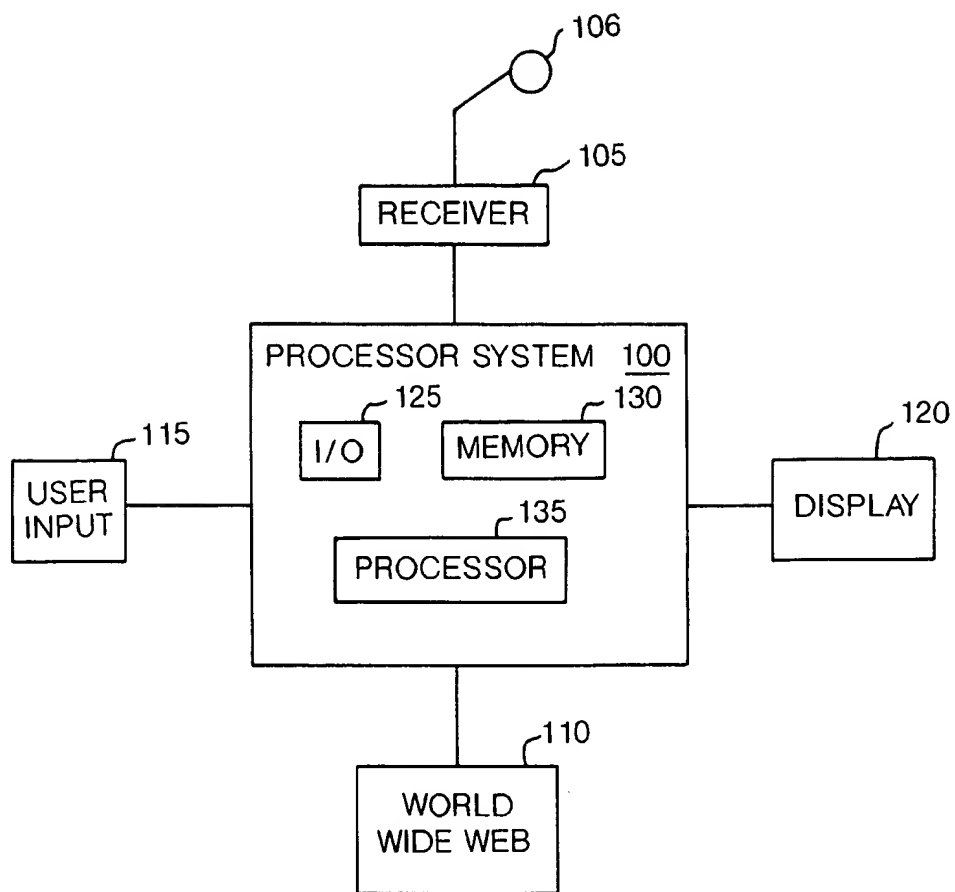 106
105
RECEIVER
PROCESSOR SYSTEM 100
125
130
I/O
MEMORY
115
120
USER
INPUT
DISPLAY
135
PROCESSOR
110
WORLD
WIDE WEB